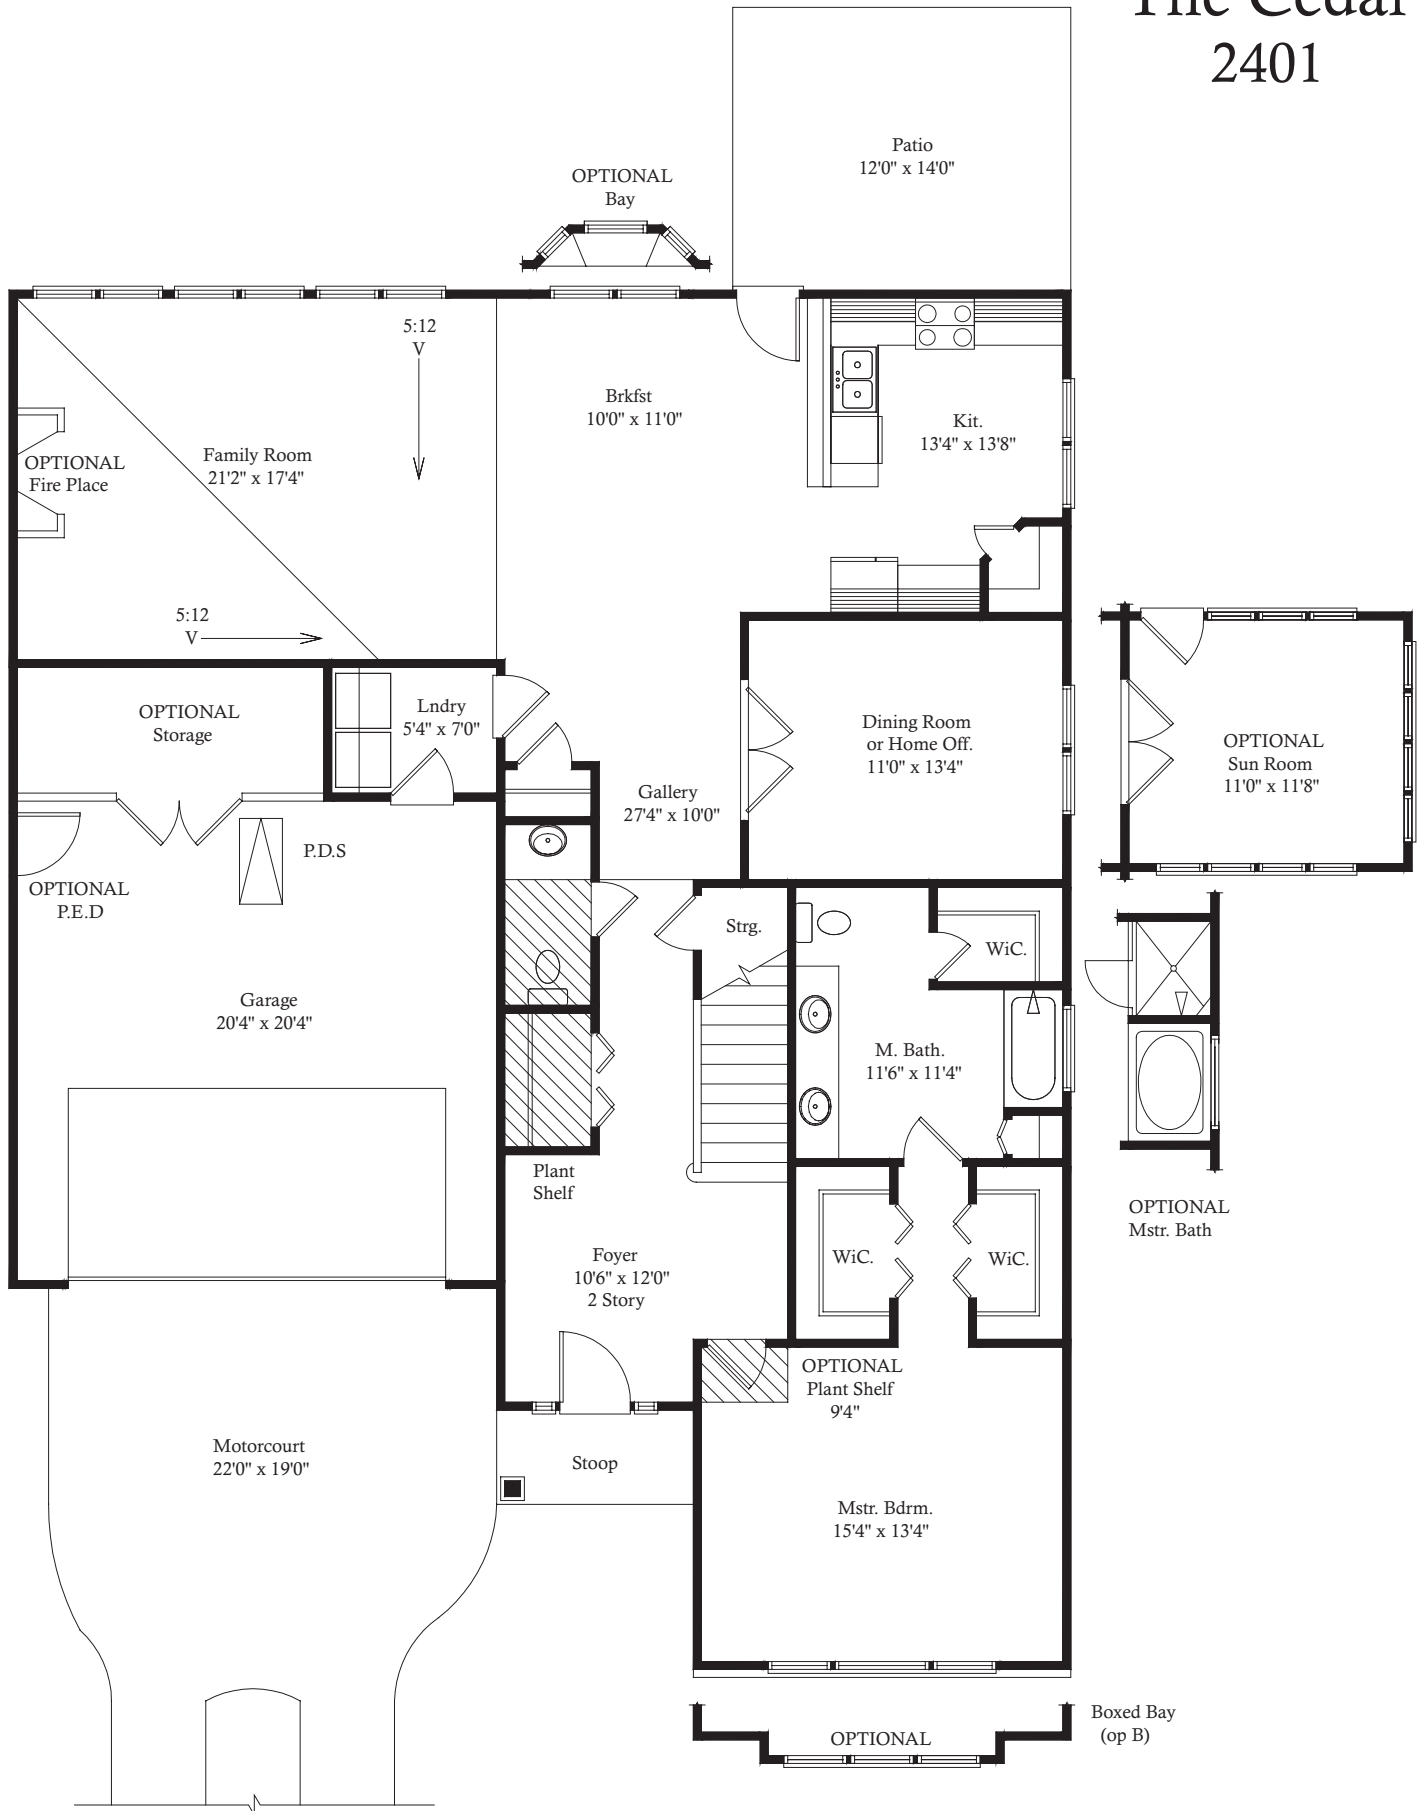 The Cedar
2401
Patio
12'0" x 14'0"
OPTIONAL
Bay
5:12
V
Brkfst
10'0" x 11'0"
Kit.
13'4" x 13'8"
Family Room
21'2" x 17'4"
OPTIONAL
Fire Place
5:12
V
OPTIONAL
Storage
Lndry
5'4" x 7'0"
Dining Room
or Home Off.
11'0" x 13'4"
OPTIONAL
Sun Room
11'0" x 11'8"
Gallery
27'4" x 10'0"
P.D.S
OPTIONAL
P.E.D
Strg.
WiC.
Garage
20'4" x 20'4"
M. Bath.
11'6" x 11'4"
Plant
Shelf
OPTIONAL
Mstr. Bath
Foyer
10'6" x 12'0"
2 Story
WiC.
WiC.
OPTIONAL
Plant Shelf
9'4"
Motorcourt
22'0" x 19'0"
Stoop
Mstr. Bdrm.
15'4" x 13'4"
Boxed Bay
(op B)
OPTIONAL